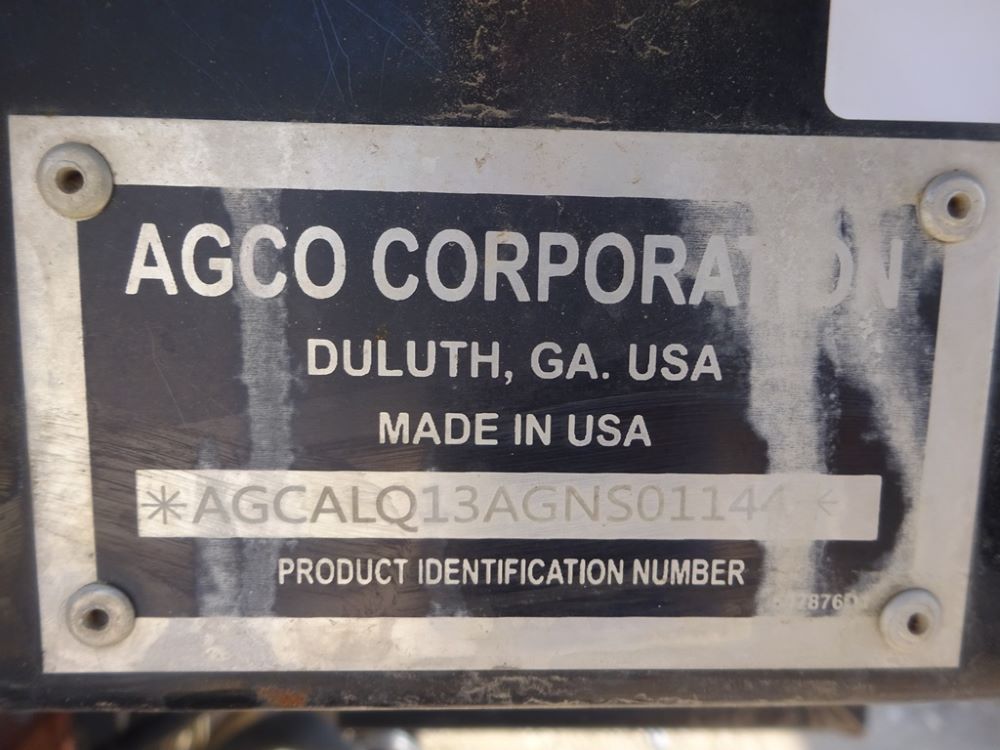 AGCO CORPORATION
DULUTH, GA. USA
MADE IN USA
*AGCALQ13AGNS01144*
PRODUCT IDENTIFICATION NUMBER